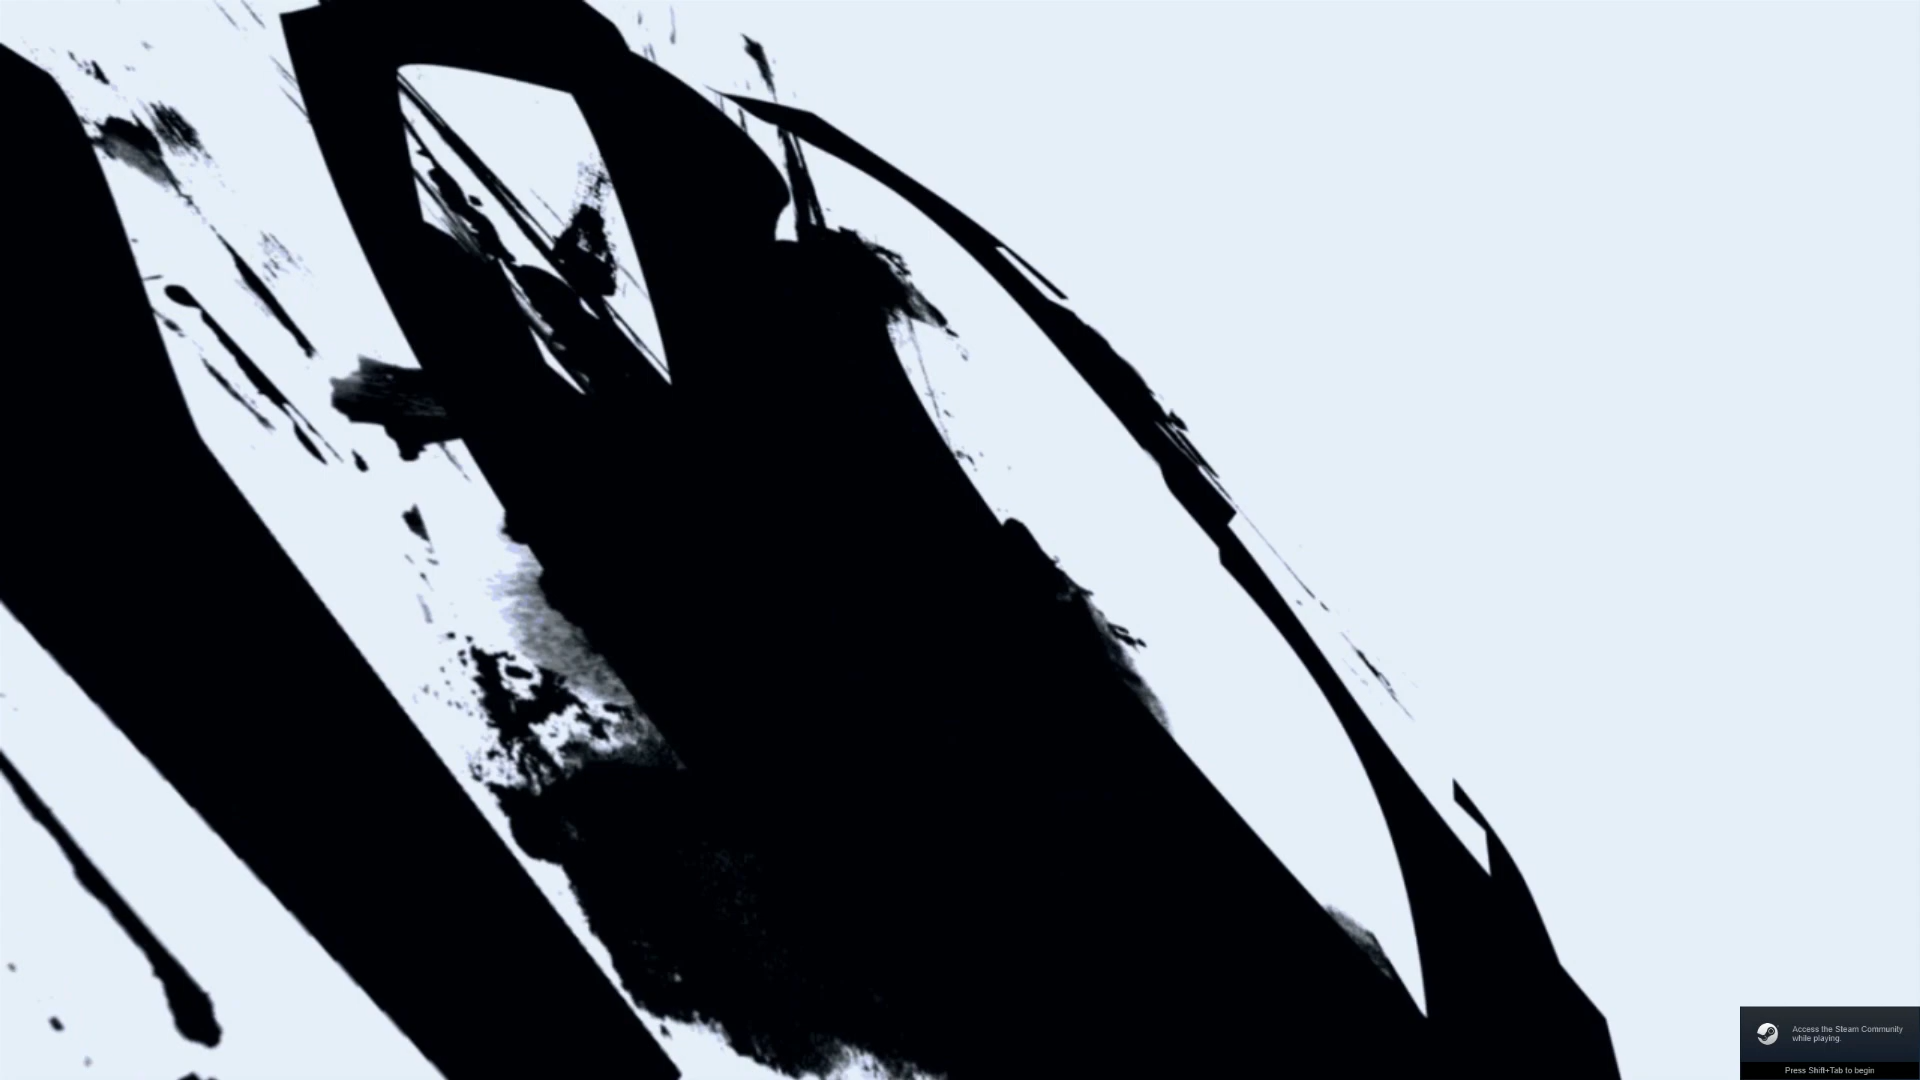 Access the Steam Community
while playing.
Press Shift+Tab to begin